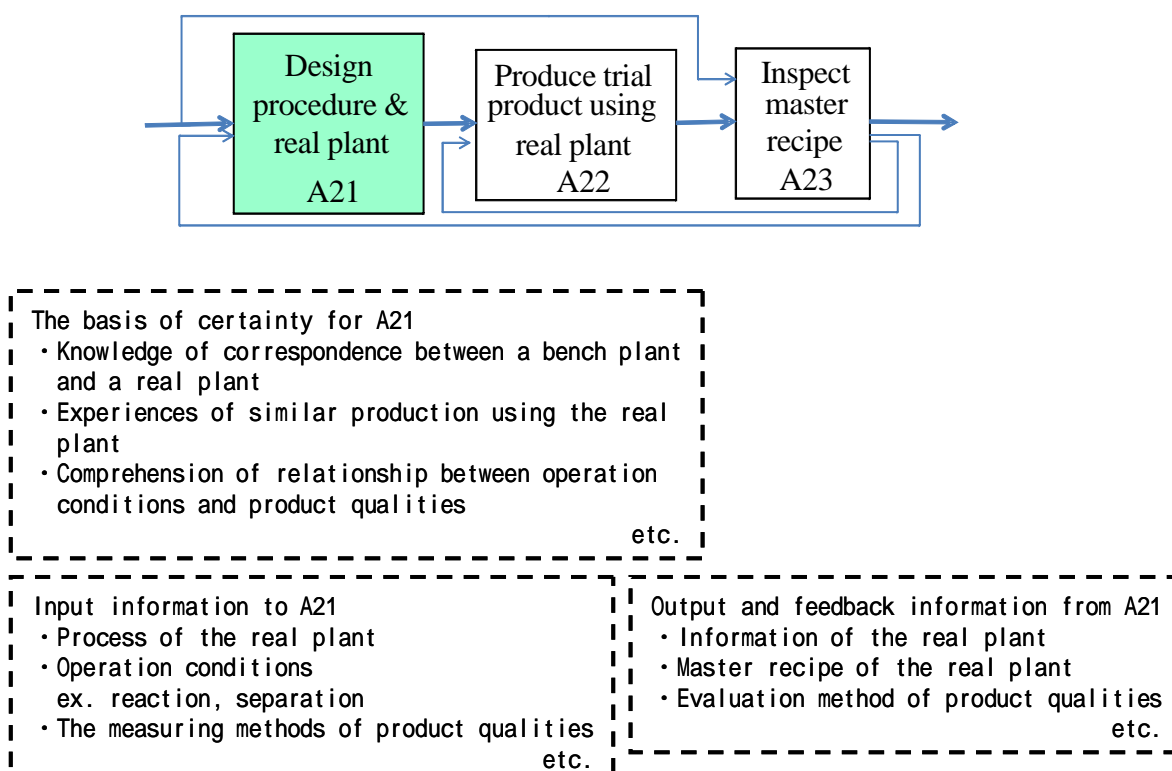 Design
procedure &
real plant
A21
Produce trial
product using
real plant
A22
Inspect
master
recipe
A23
The basis of certainty for A21
・Knowledge of correspondence between a bench plant
and a real plant
・Experiences of similar production using the real
plant
・Comprehension of relationship between operation
conditions and product qualities
etc.
Input information to A21
・Process of the real plant
・Operation conditions
ex. reaction, separation
・The measuring methods of product qualities
etc.
Output and feedback information from A21
・Information of the real plant
・Master recipe of the real plant
・Evaluation method of product qualities
etc.